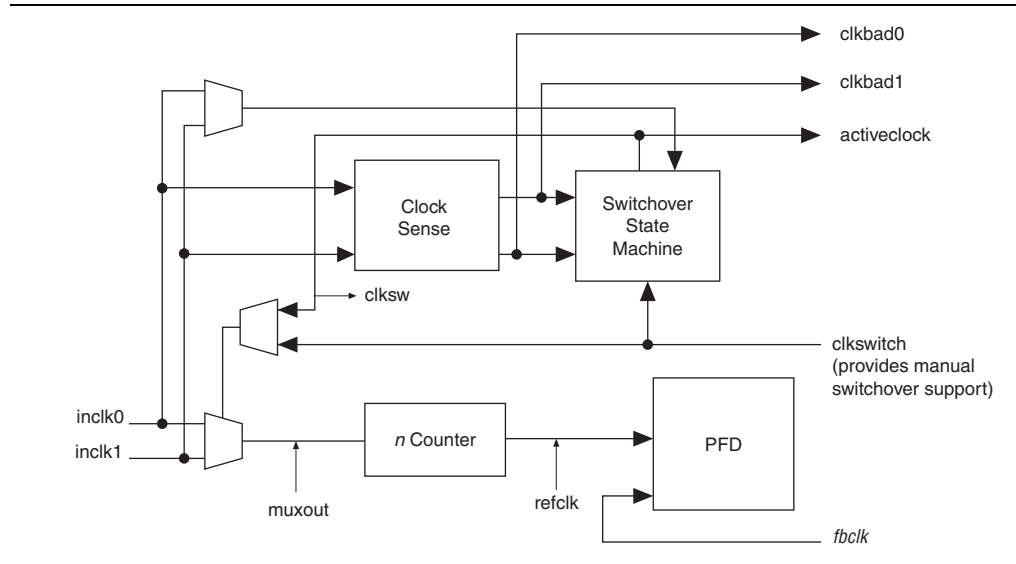 clkbad0
clkbad1
activeclock
Clock
Sense
Switchover
State
Machine
clksw
clkswitch
(provides manual
switchover support)
inclk0
inclk1
n Counter
PFD
muxout
refclk
fbclk